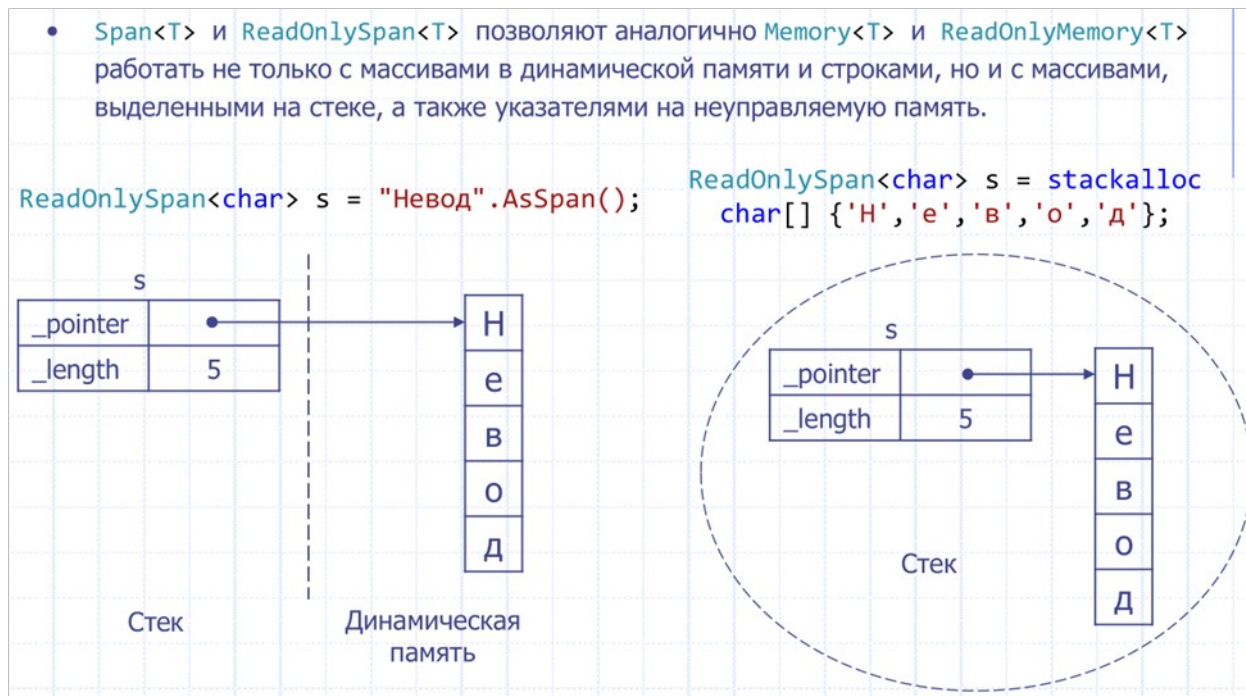 • Span<T> и ReadOnlySpan<T> позволяют аналогично Memory<T> и ReadOnlyMemory<T>
работать не только с массивами в динамической памяти и строками, но и с массивами,
выделенными на стеке, а также указателями на неуправляемую память.
ReadOnlySpan<char> s = "Невод".AsSpan();
s
_pointer
_length 5
Н
е
в
о
д
Стек
Динамическая
память
ReadOnlySpan<char> s = stackalloc
char[] {'Н','е','в','о','д'};
s
_pointer
_length 5
Н
е
в
о
д
Стек